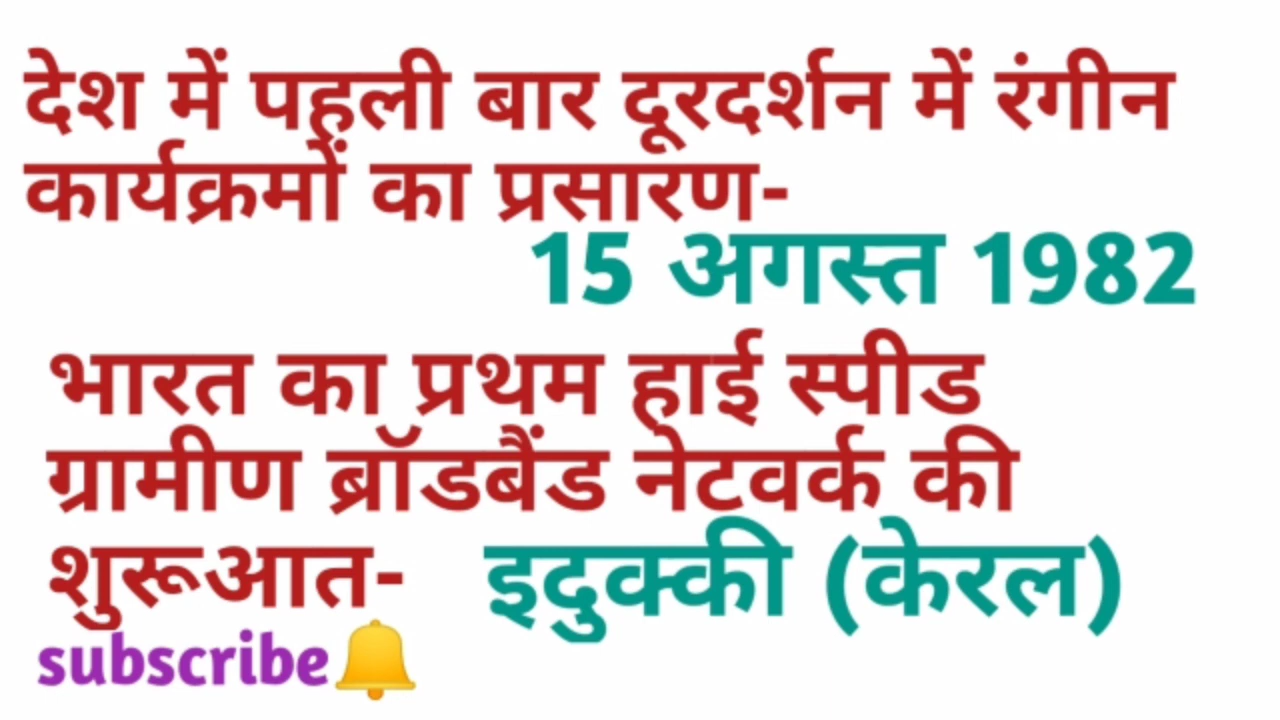 देश में पहली बार दूरदर्शन में रंगीन
कार्यक्रमों का प्रसारण-
15 अगस्त 1982
भारत का प्रथम हाई स्पीड
ग्रामीण ब्रॉडबैंड नेटवर्क की
शुरूआत- इदुक्की (केरल)
subscribe